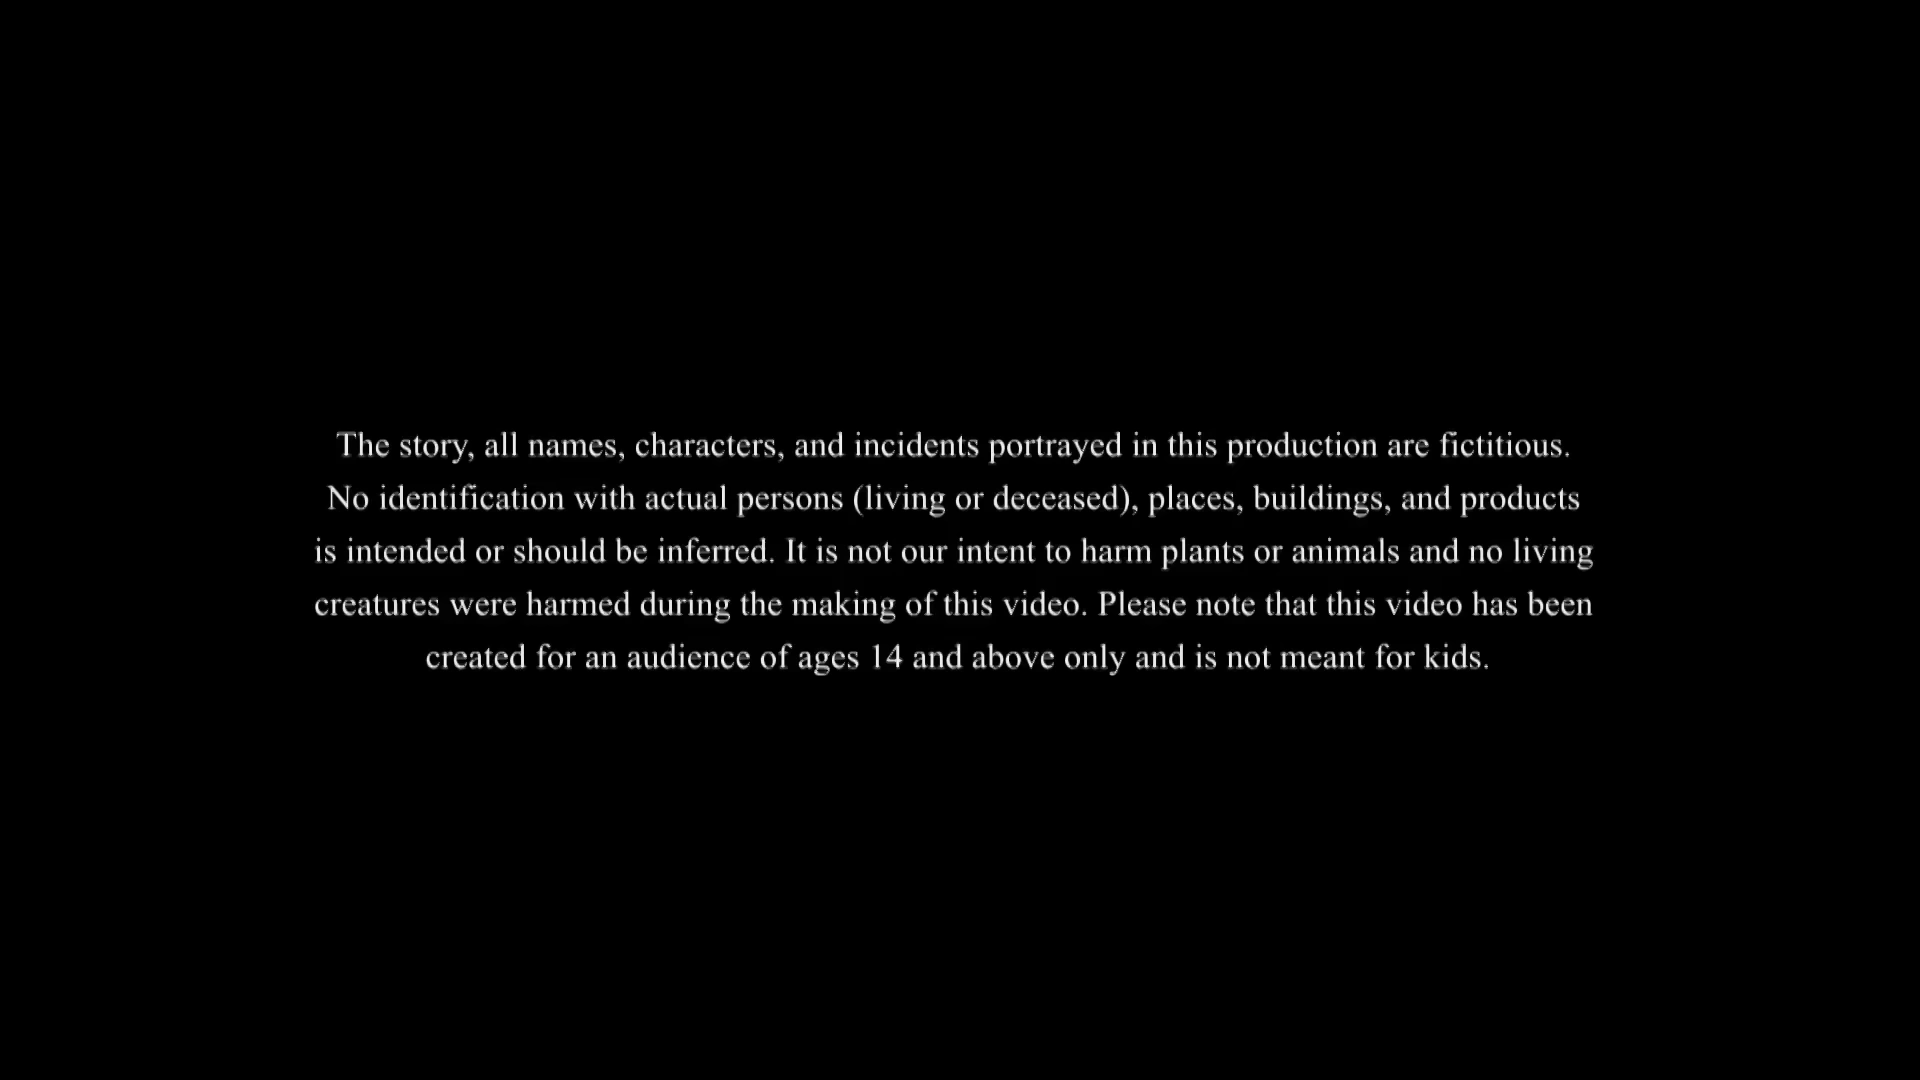 The story, all names, characters, and incidents portrayed in this production are fictitious.
No identification with actual persons (living or deceased), places, buildings, and products
is intended or should be inferred. It is not our intent to harm plants or animals and no living
creatures were harmed during the making of this video. Please note that this video has been
created for an audience of ages 14 and above only and is not meant for kids.